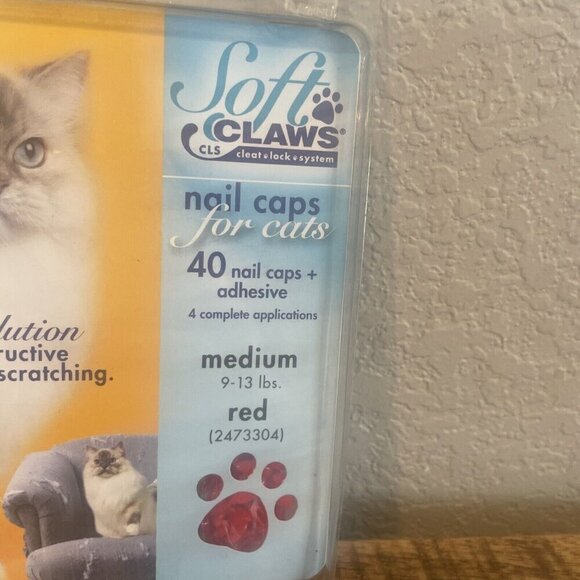 Soft
CLAWS®
CLS cleat•lock•system
nail caps
for cats
40 nail caps +
adhesive
4 complete applications
medium
9-13 lbs.
red
(2473304)
lution
ructive
scratching.